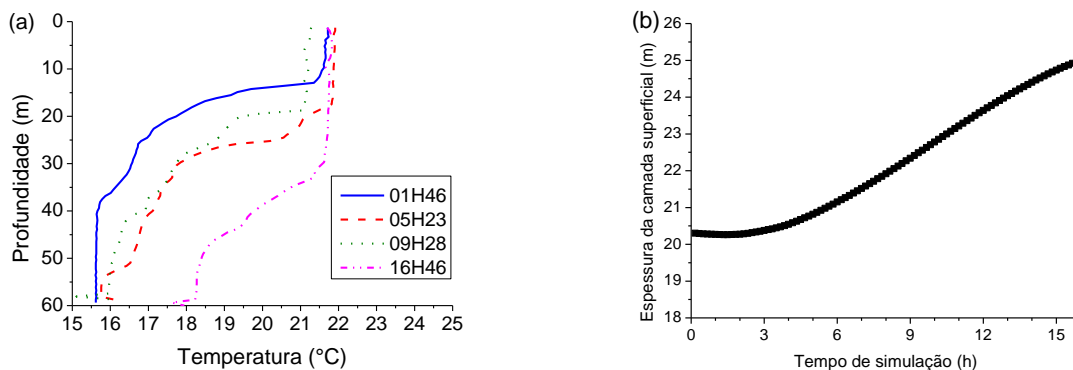 (a)
0
10
20
30
40
50
60
Profundidade (m)
01H46
05H23
09H28
16H46
15 16 17 18 19 20 21 22 23 24 25
Temperatura (°C)
(b)
26
25
24
23
22
21
20
19
18
Espessura da camada superficial (m)
0 3 6 9 12 15
Tempo de simulação (h)